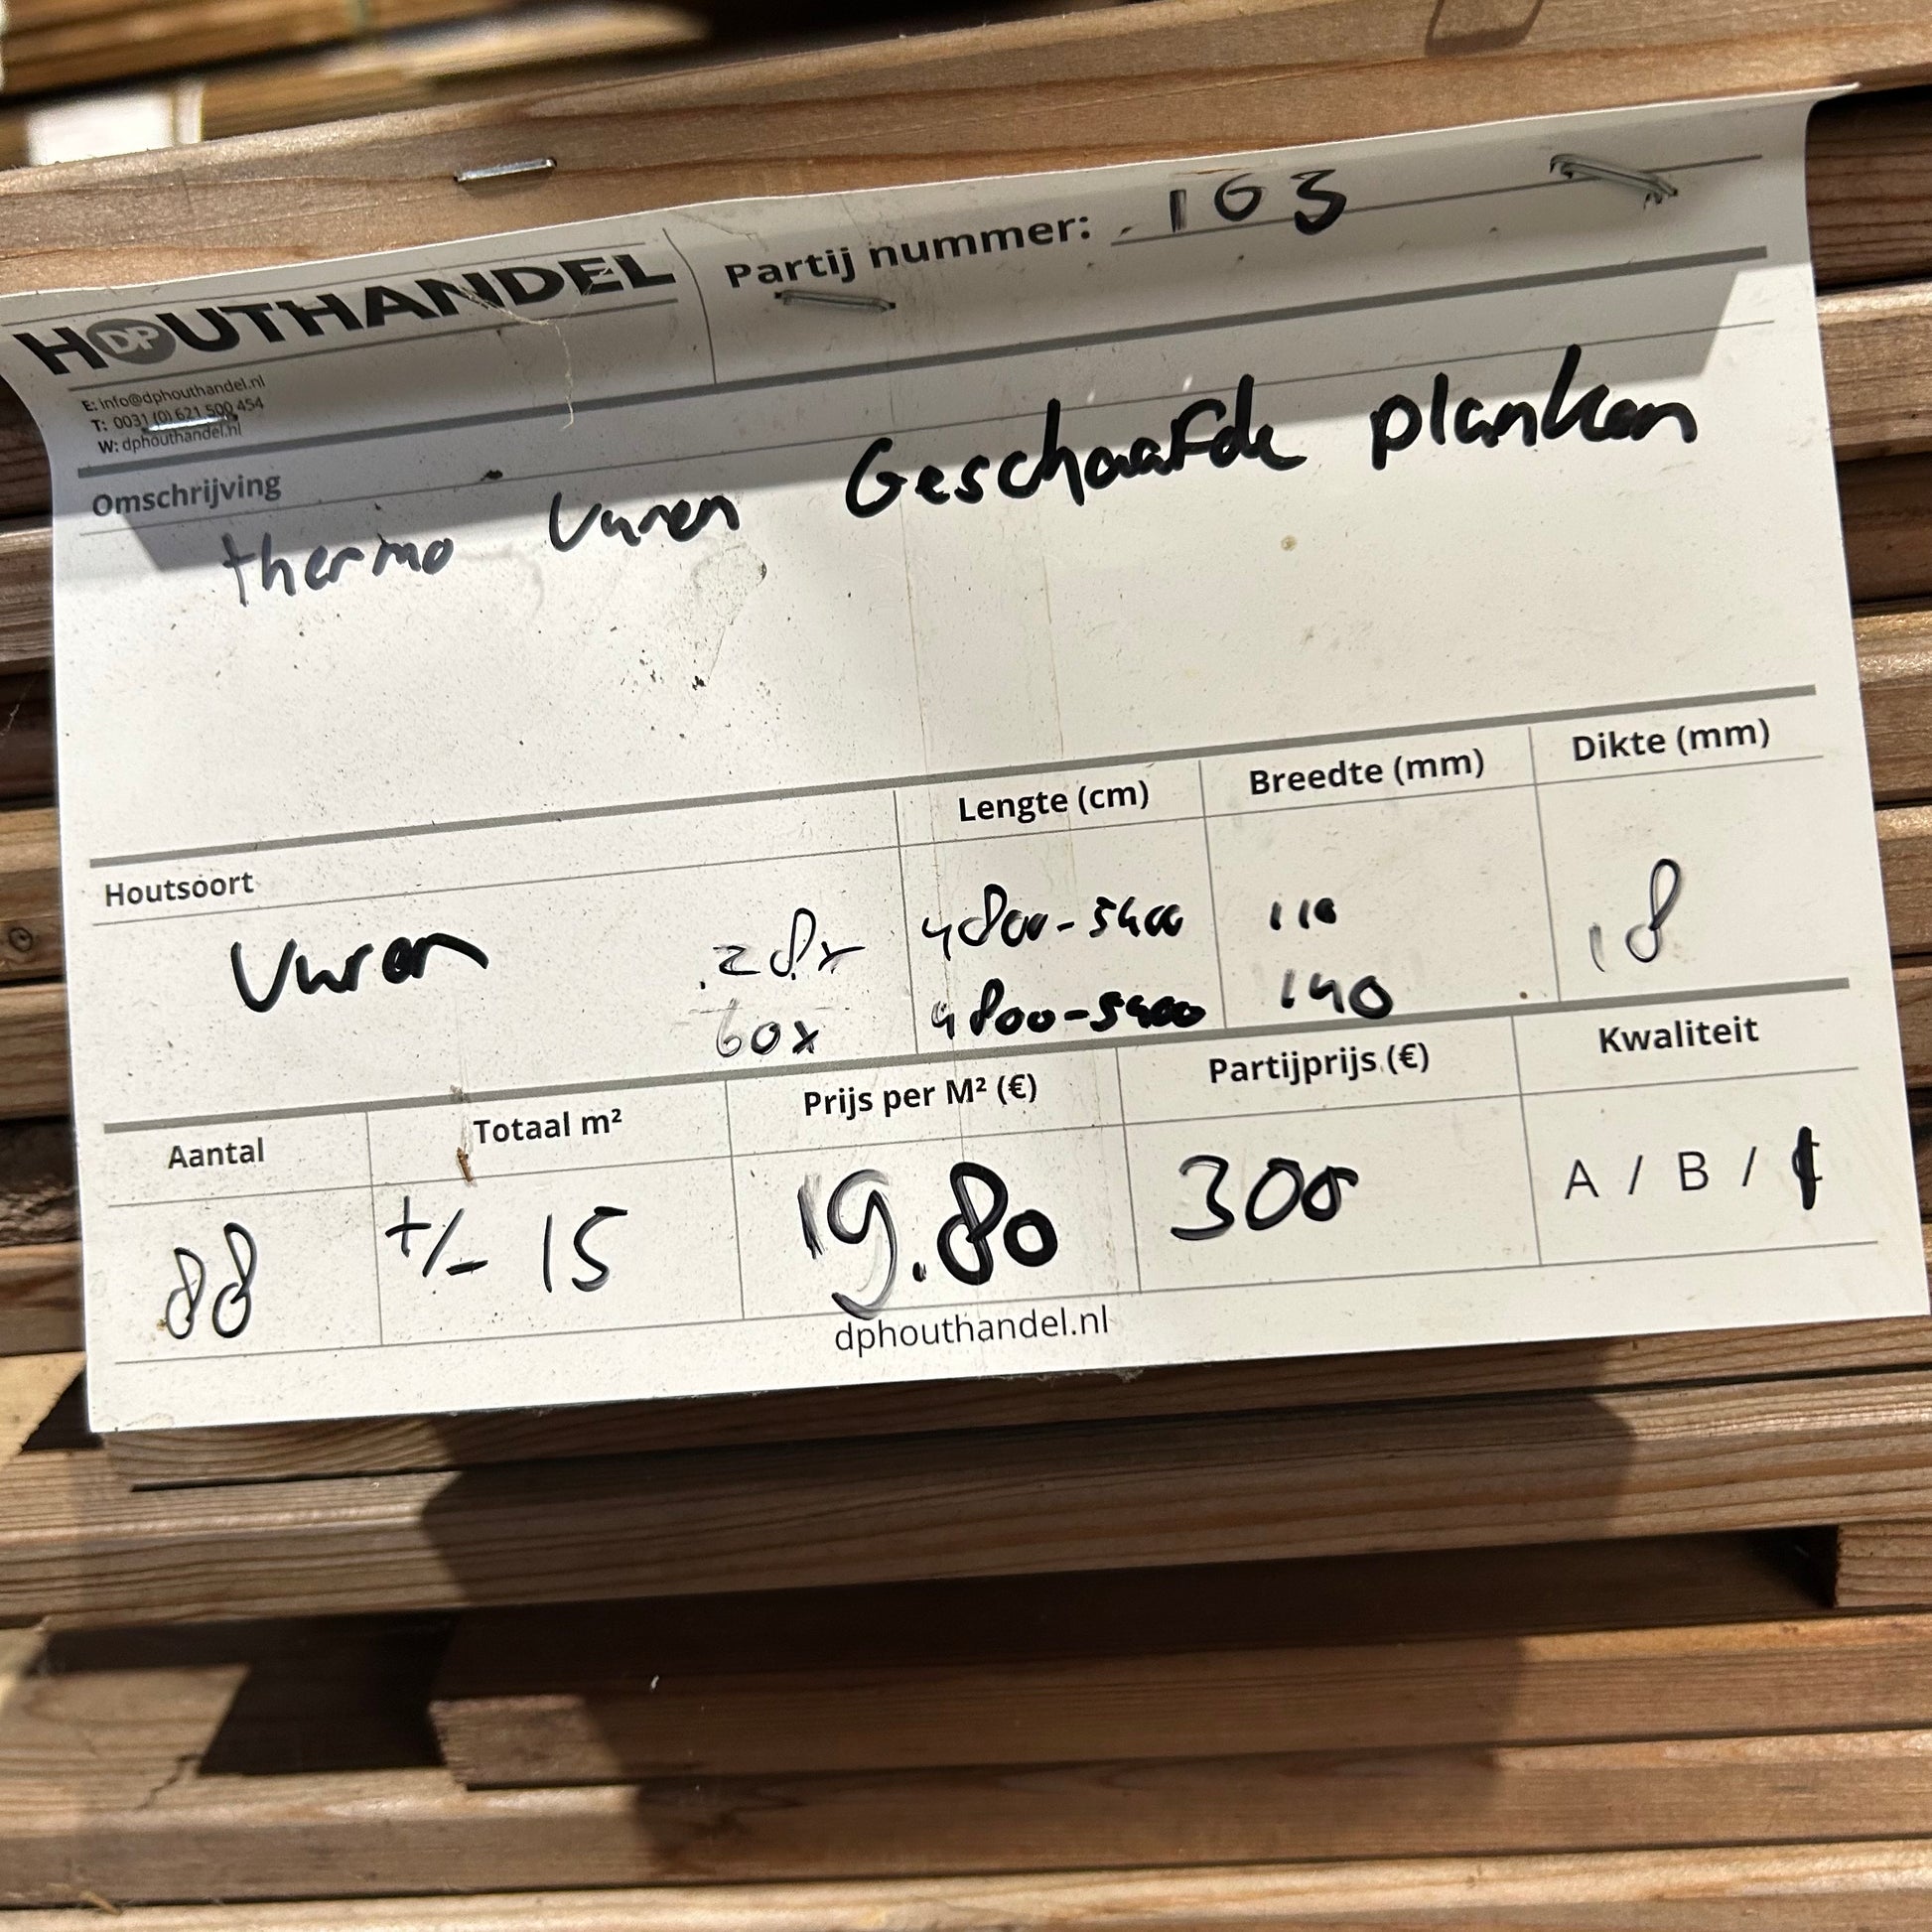 HOUTHANDEL
DP
Partij nummer: 103
E: info@dphouthandel.nl
T: 0031 (0) 621 500 454
W: dphouthandel.nl
Omschrijving
thermo Vuren Geschaafde planken
Houtsoort Lengte (cm) Breedte (mm) Dikte (mm)
Vuren 28x 4800-5400 110 18
60x 4800-5400 140
Aantal Totaal m² Prijs per M² (€) Partijprijs (€) Kwaliteit
88 +/- 15 19.80 300 A / B /
dphouthandel.nl